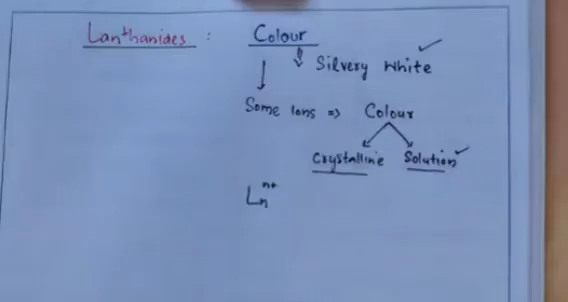 Lanthanides : Colour
Silvery White
Some ions => Colour
Crystalline Solution
Ln^n+